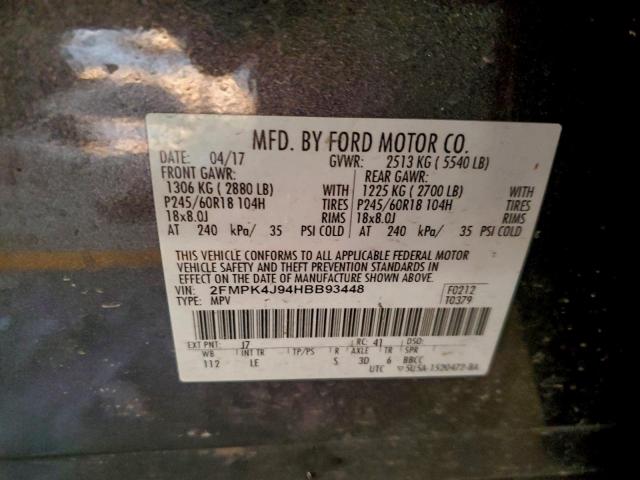 MFD. BY FORD MOTOR CO.
DATE: 04/17 GVWR: 2513 KG ( 5540 LB)
FRONT GAWR: REAR GAWR:
1306 KG ( 2880 LB) WITH 1225 KG ( 2700 LB) WITH
P245/60R18 104H TIRES P245/60R18 104H TIRES
18x8.0J RIMS 18x8.0J RIMS
AT 240 kPa/ 35 PSI COLD AT 240 kPa/ 35 PSI COLD
THIS VEHICLE CONFORMS TO ALL APPLICABLE FEDERAL MOTOR
VEHICLE SAFETY AND THEFT PREVENTION STANDARDS IN
EFFECT ON THE DATE OF MANUFACTURE SHOWN ABOVE.
VIN: 2FMPK4J94HBB93448 F0212
TYPE: MPV T0379
EXT PNT: J7 RC: 41 DSO:
WB INT TR TP/PS R AXLE TR SPR
112 LE S 3D 6 BBCC
UTC 5U5A-1520472-BA